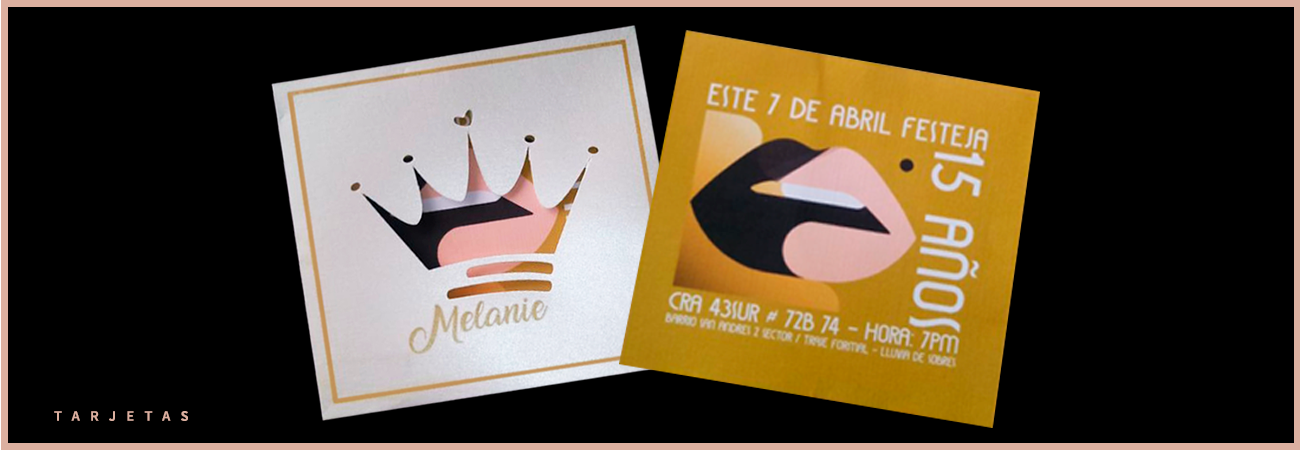 Melanie
ESTE 7 DE ABRIL FESTEJA
15 AÑOS
CRA 43SUR # 72B 74 - HORA: 7PM
BARRIO SAN ANDRES 2 SECTOR / TRAJE FORMAL - LLUVIA DE SOBRES
TARJETAS